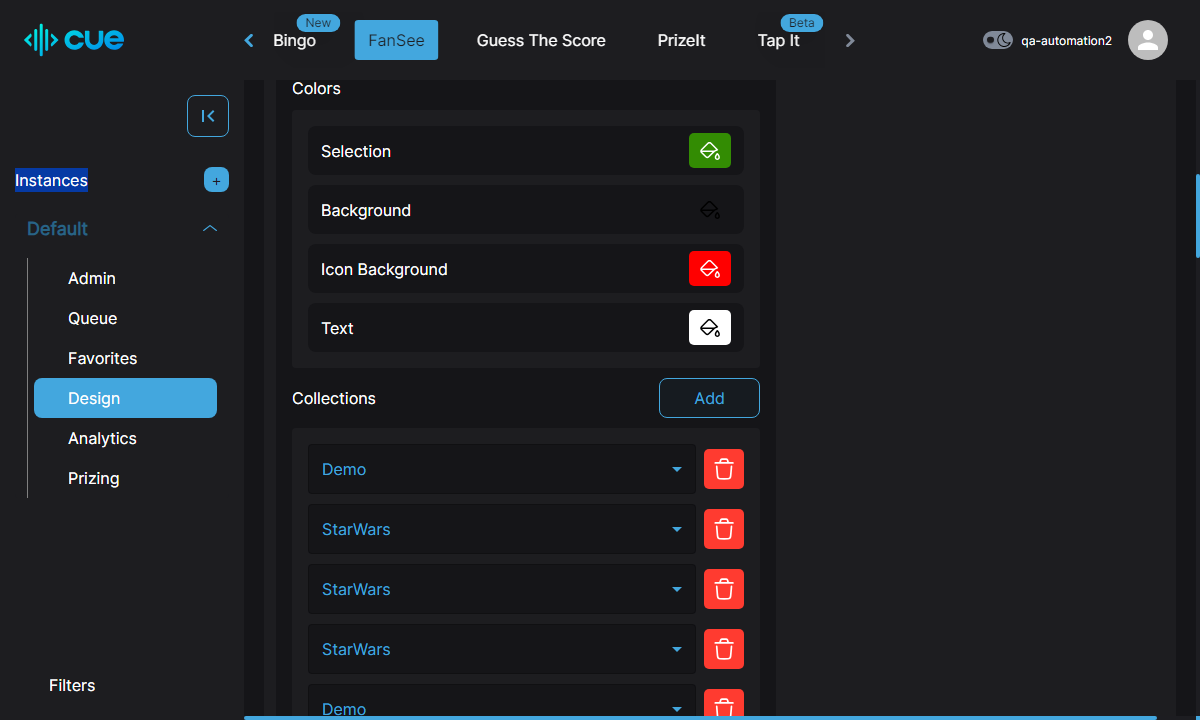 cue
New
Bingo
FanSee
Guess The Score
PrizeIt
Beta
Tap It
qa-automation2
Instances
+
Default
Admin
Queue
Favorites
Design
Analytics
Prizing
Filters
Colors
Selection
Background
Icon Background
Text
Collections
Add
Demo
StarWars
StarWars
StarWars
Demo